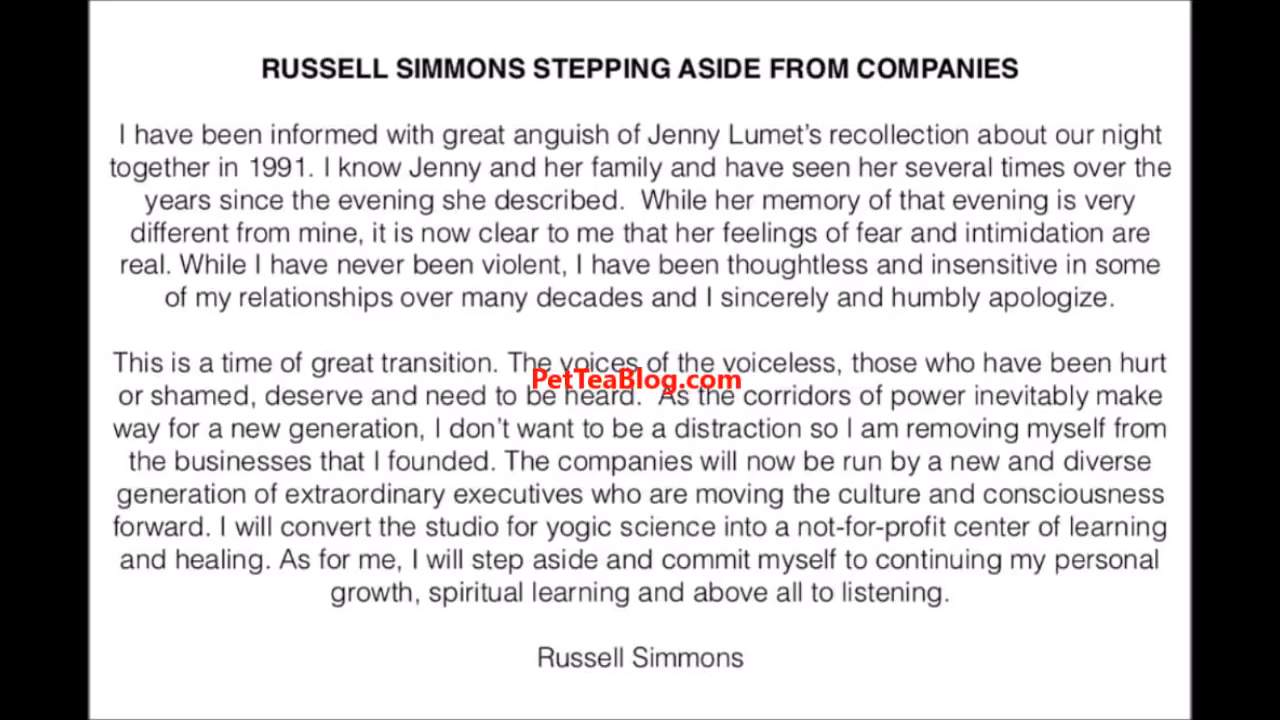 RUSSELL SIMMONS STEPPING ASIDE FROM COMPANIES
I have been informed with great anguish of Jenny Lumet's recollection about our night
together in 1991. I know Jenny and her family and have seen her several times over the
years since the evening she described.  While her memory of that evening is very
different from mine, it is now clear to me that her feelings of fear and intimidation are
real. While I have never been violent, I have been thoughtless and insensitive in some
of my relationships over many decades and I sincerely and humbly apologize.
This is a time of great transition. The voices of the voiceless, those who have been hurt
PetTeaBlog.com
or shamed, deserve and need to be heard.  As the corridors of power inevitably make
way for a new generation, I don't want to be a distraction so I am removing myself from
the businesses that I founded. The companies will now be run by a new and diverse
generation of extraordinary executives who are moving the culture and consciousness
forward. I will convert the studio for yogic science into a not-for-profit center of learning
and healing. As for me, I will step aside and commit myself to continuing my personal
growth, spiritual learning and above all to listening.
Russell Simmons